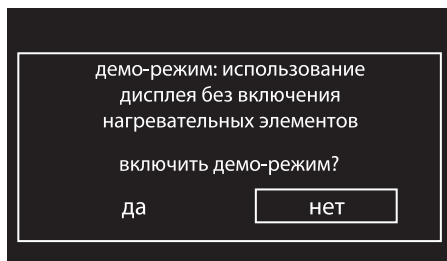 демо-режим: использование
дисплея без включения
нагревательных элементов
включить демо-режим?
да нет